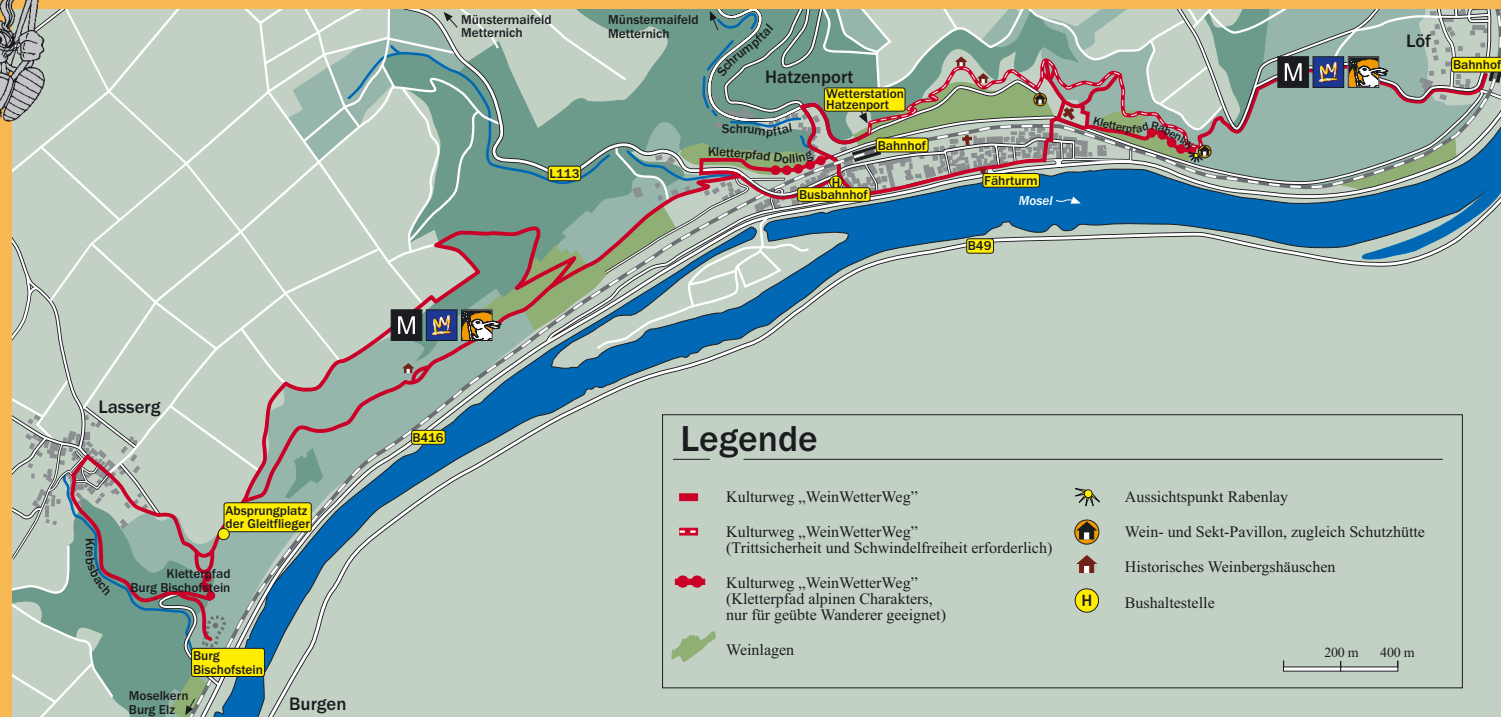 Münstermaifeld
Metternich
Münstermaifeld
Metternich
Schrumpftal
Hatzenport
Wetterstation
Hatzenport
Löf
Bahnhof
M
Schrumpftal
Kletterpfad Dolling
Bahnhof
Kletterpfad Rabenlay
L113
H
Busbahnhof
Fährturm
Mosel
B49
M
Lasserg
B416
Absprungplatz
der Gleitflieger
Krebsbach
Kletterpfad
Burg Bischofstein
Burg
Bischofstein
Moselkern
Burg Elz
Burgen
Legende
Kulturweg „WeinWetterWeg”
Kulturweg „WeinWetterWeg”
(Trittsicherheit und Schwindelfreiheit erforderlich)
Kulturweg „WeinWetterWeg”
(Kletterpfad alpinen Charakters,
nur für geübte Wanderer geeignet)
Weinlagen
Aussichtspunkt Rabenlay
Wein- und Sekt-Pavillon, zugleich Schutzhütte
Historisches Weinbergshäuschen
H
Bushaltestelle
200 m 400 m